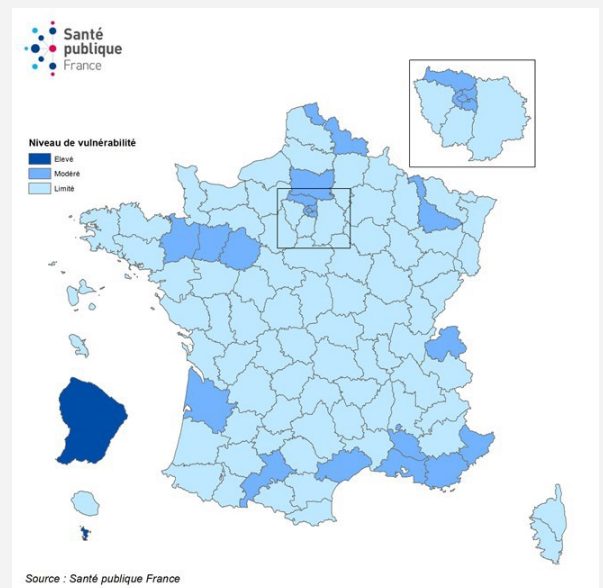 Santé
publique
France
Niveau de vulnérabilité
Elevé
Modéré
Limité
Source : Santé publique France